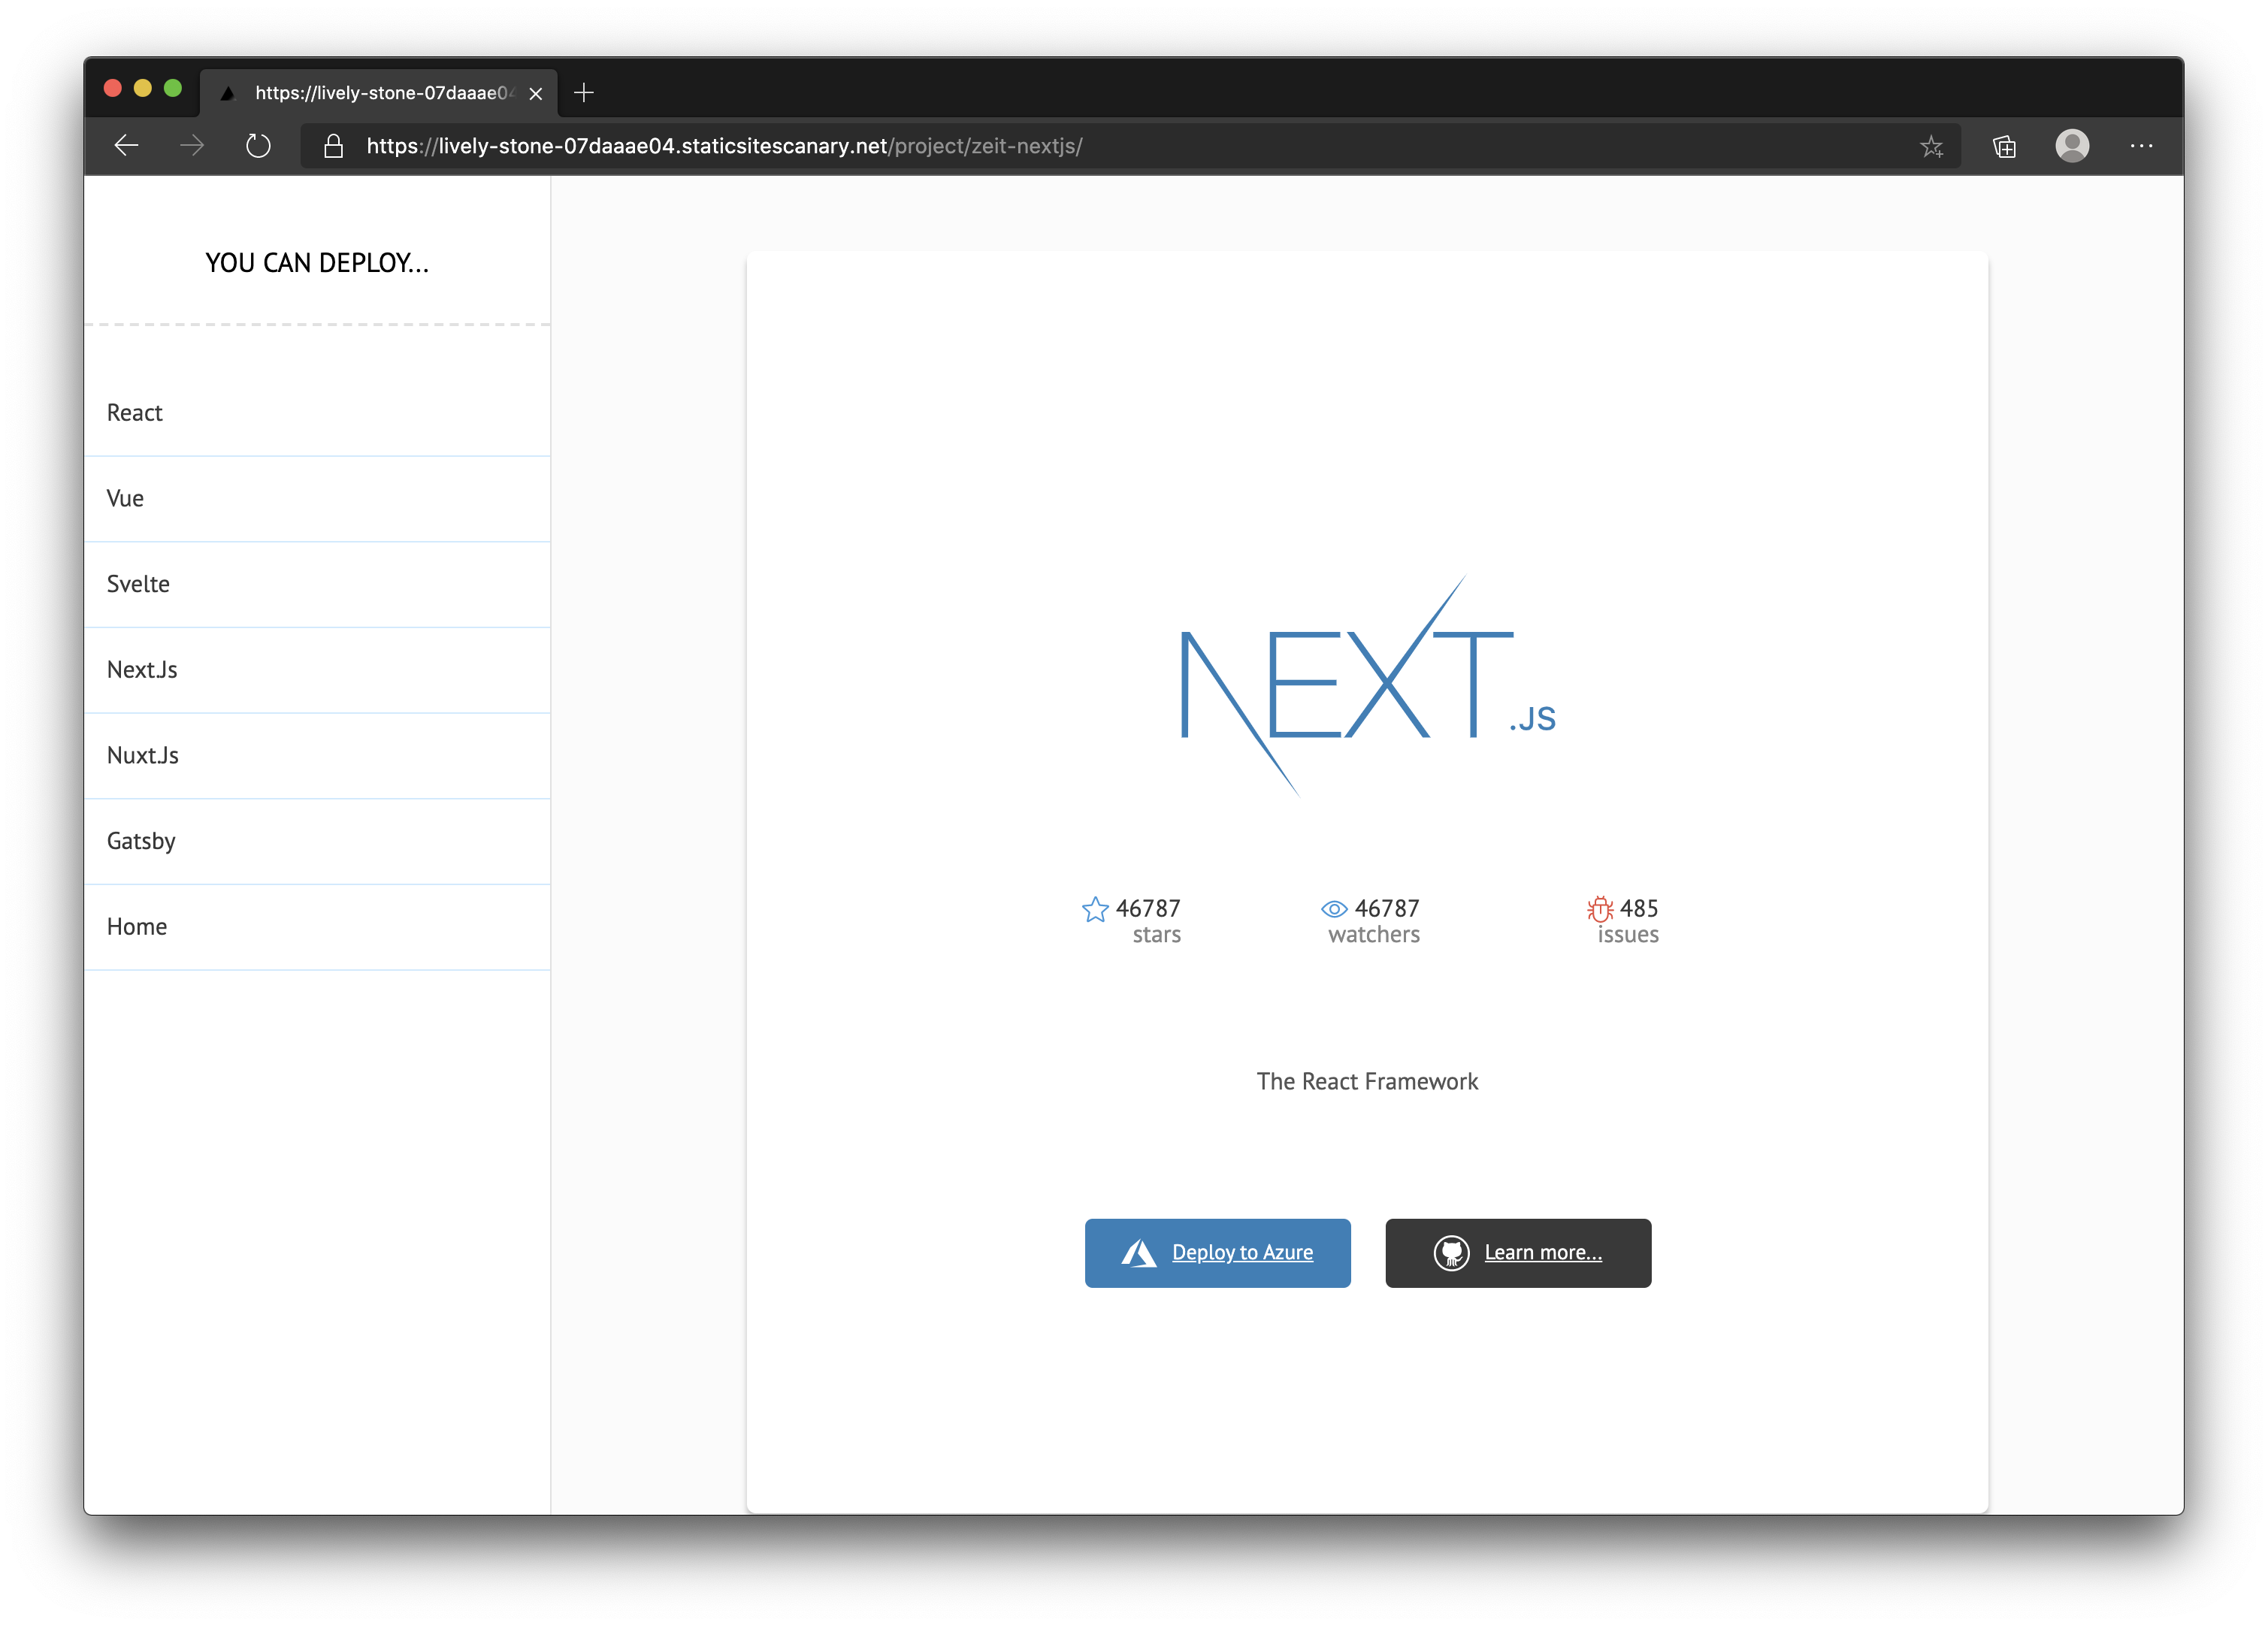 https://lively-stone-07daaae04
https://lively-stone-07daaae04.staticsitescanary.net/project/zeit-nextjs/
YOU CAN DEPLOY...
React
Vue
Svelte
Next.Js
Nuxt.Js
Gatsby
Home
NEXT.JS
46787 46787 485
stars watchers issues
The React Framework
Deploy to Azure Learn more...